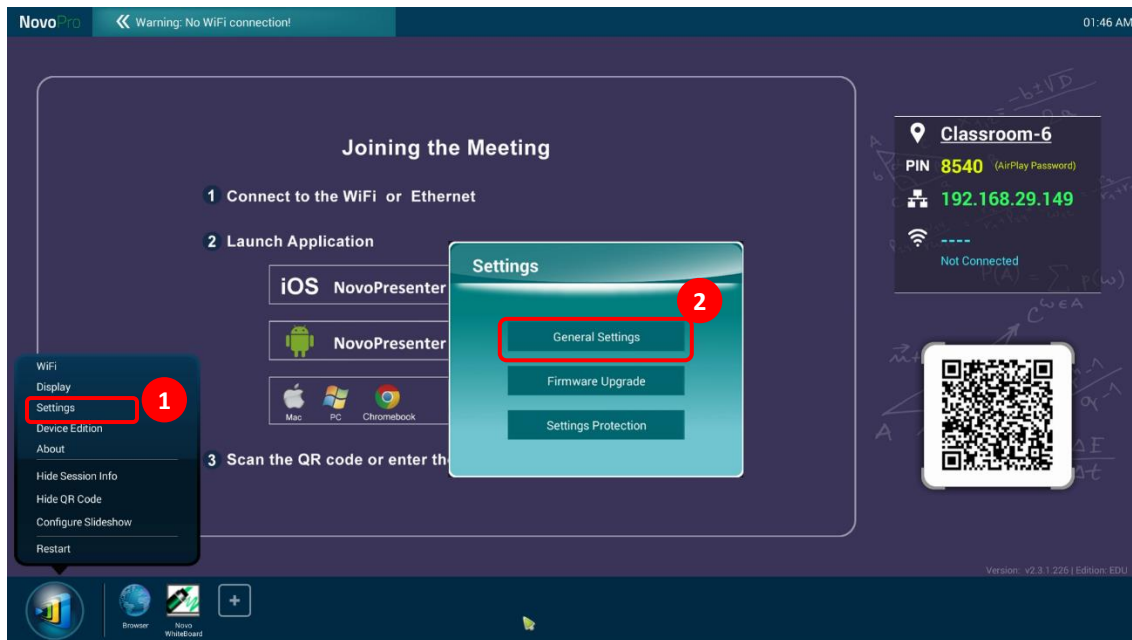 NovoPro
Warning: No WiFi connection!
01:46 AM
Joining the Meeting
1 Connect to the WiFi or Ethernet
2 Launch Application
iOS NovoPresenter
NovoPresenter
Mac PC Chromebook
3 Scan the QR code or enter th
Settings
2
General Settings
Firmware Upgrade
Settings Protection
Classroom-6
PIN 8540 (AirPlay Password)
192.168.29.149
----
Not Connected
WiFi
Display
Settings
1
Device Edition
About
Hide Session Info
Hide QR Code
Configure Slideshow
Restart
Version: v2.3.1.226 | Edition: EDU
Browser
Novo
WhiteBoard